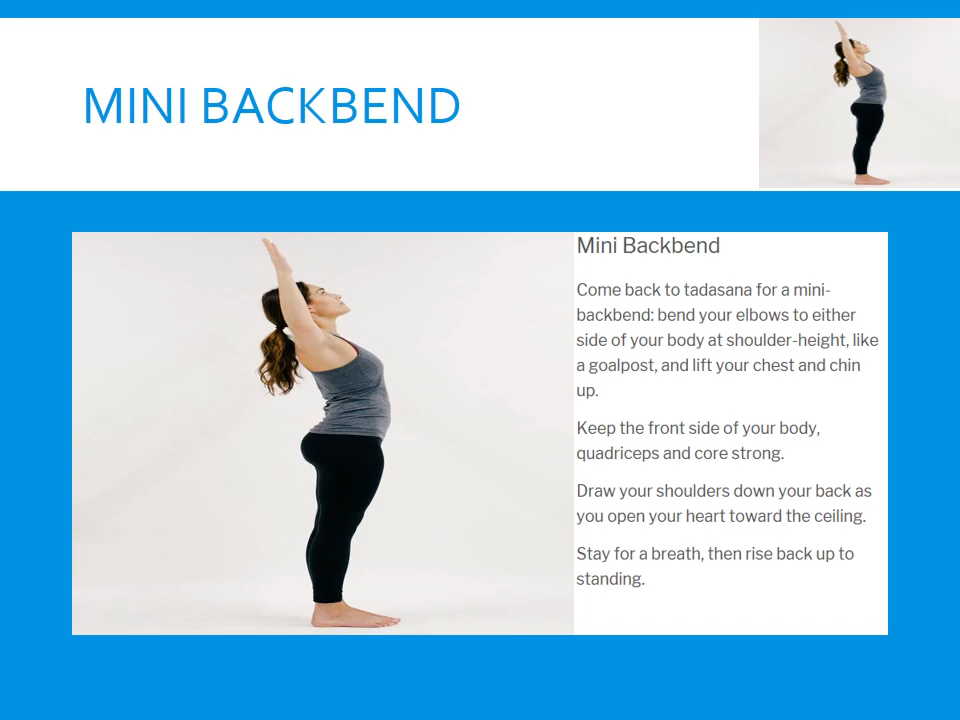 MINI BACKBEND
Mini Backbend
Come back to tadasana for a mini-
backbend: bend your elbows to either
side of your body at shoulder-height, like
a goalpost, and lift your chest and chin
up.
Keep the front side of your body,
quadriceps and core strong.
Draw your shoulders down your back as
you open your heart toward the ceiling.
Stay for a breath, then rise back up to
standing.